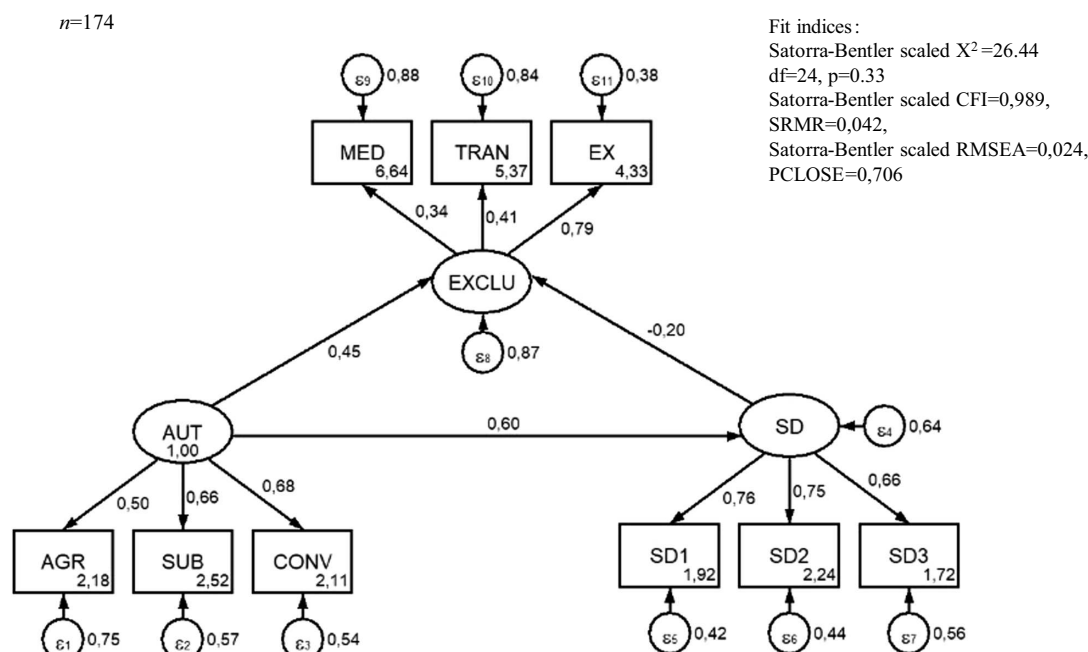 n=174
Fit indices:
Satorra-Bentler scaled X²=26.44
df=24, p=0.33
Satorra-Bentler scaled CFI=0,989,
SRMR=0,042,
Satorra-Bentler scaled RMSEA=0,024,
PCLOSE=0,706
ε9 0,88 ε10 0,84 ε11 0,38
MED TRAN EX
6,64 5,37 4,33
0,34 0,41 0,79
EXCLU
ε8 0,87
0,45 -0,20
AUT 1,00 0,60 SD ε4 0,64
0,50 0,66 0,68 0,76 0,75 0,66
AGR SUB CONV SD1 SD2 SD3
2,18 2,52 2,11 1,92 2,24 1,72
ε1 0,75 ε2 0,57 ε3 0,54 ε5 0,42 ε6 0,44 ε7 0,56